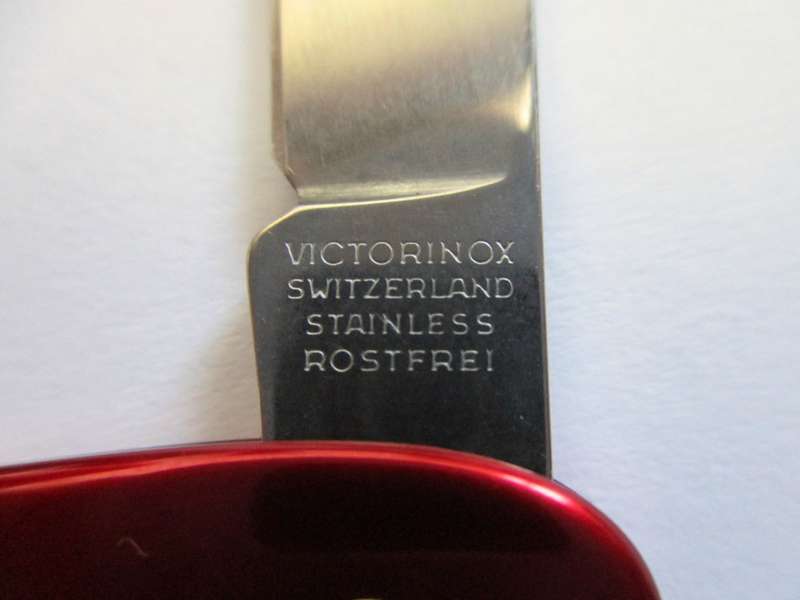 VICTORINOX
SWITZERLAND
STAINLESS
ROSTFREI